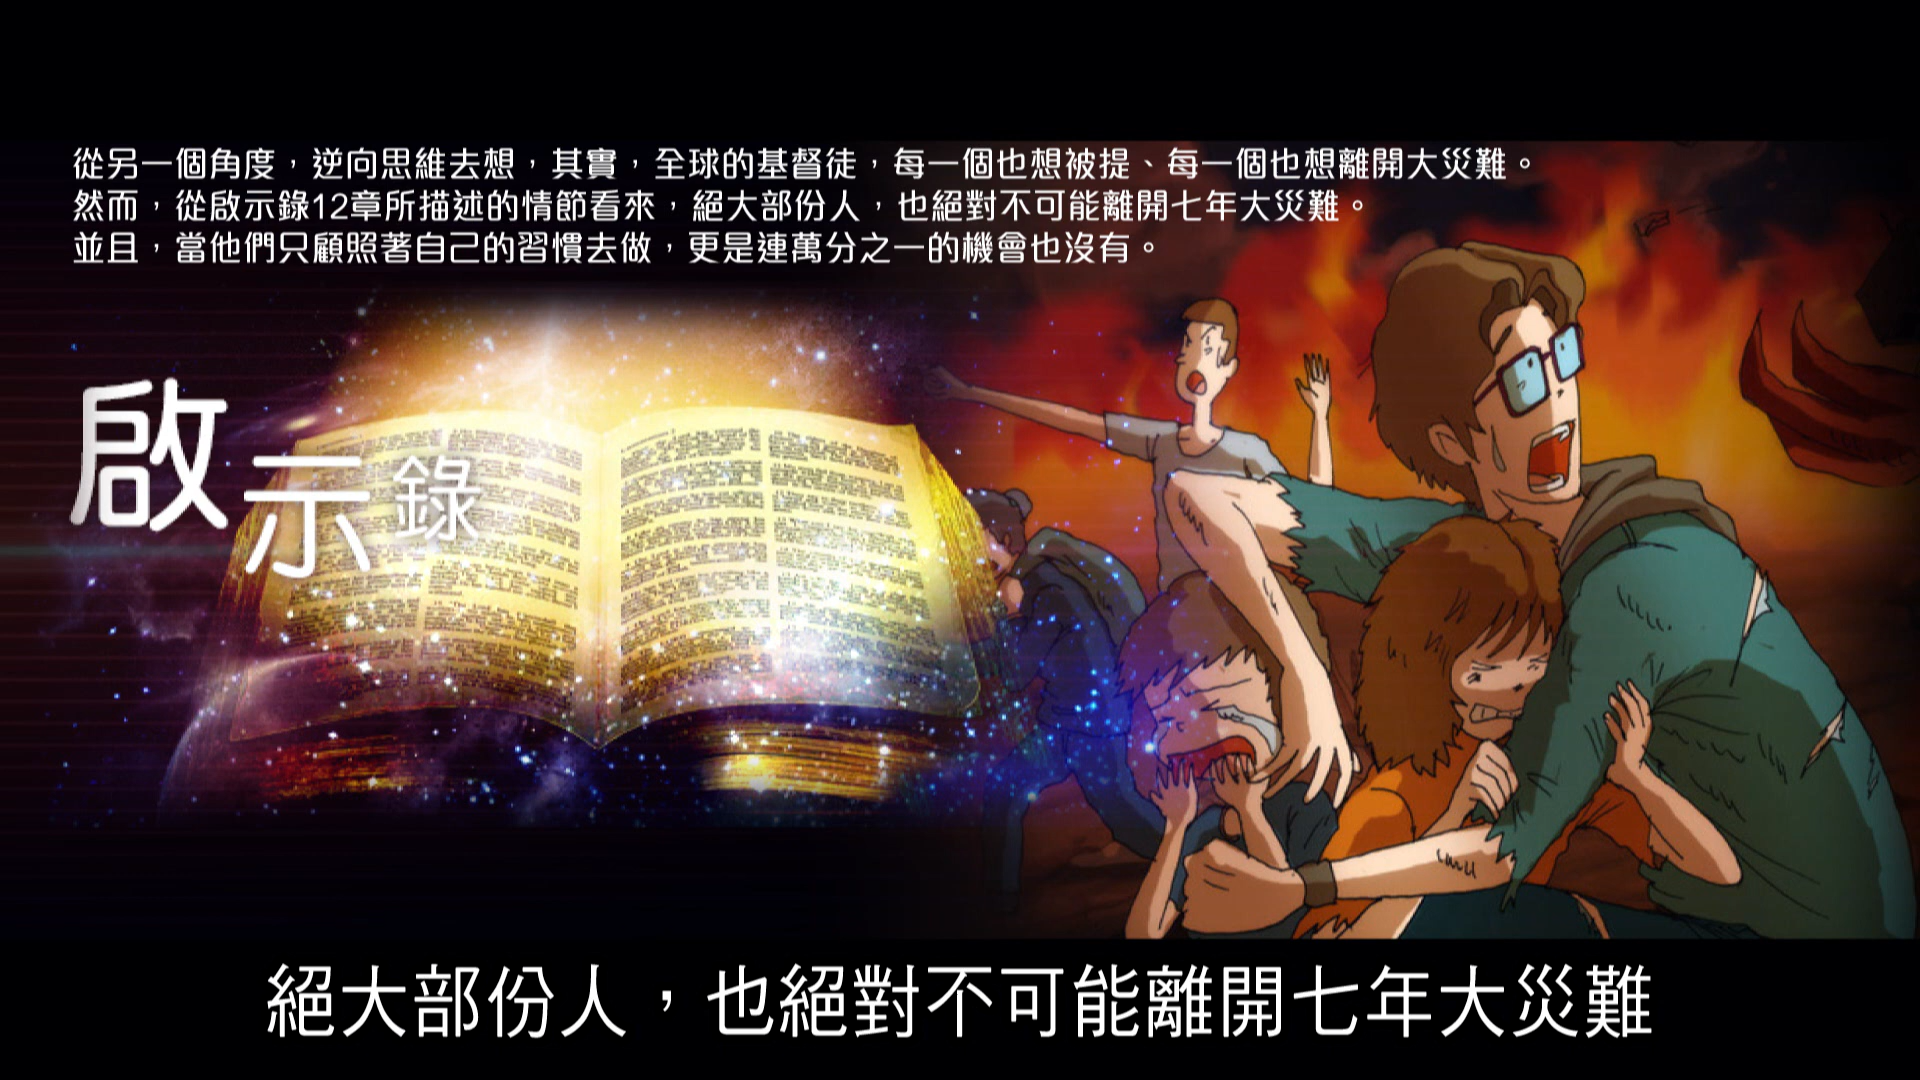 從另一個角度，逆向思維去想，其實，全球的基督徒，每一個也想被提、每一個也想離開大災難。
然而，從啟示錄12章所描述的情節看來，絕大部份人，也絕對不可能離開七年大災難。
並且，當他們只顧照著自己的習慣去做，更是連萬分之一的機會也沒有。
啟示錄
絕大部份人，也絕對不可能離開七年大災難